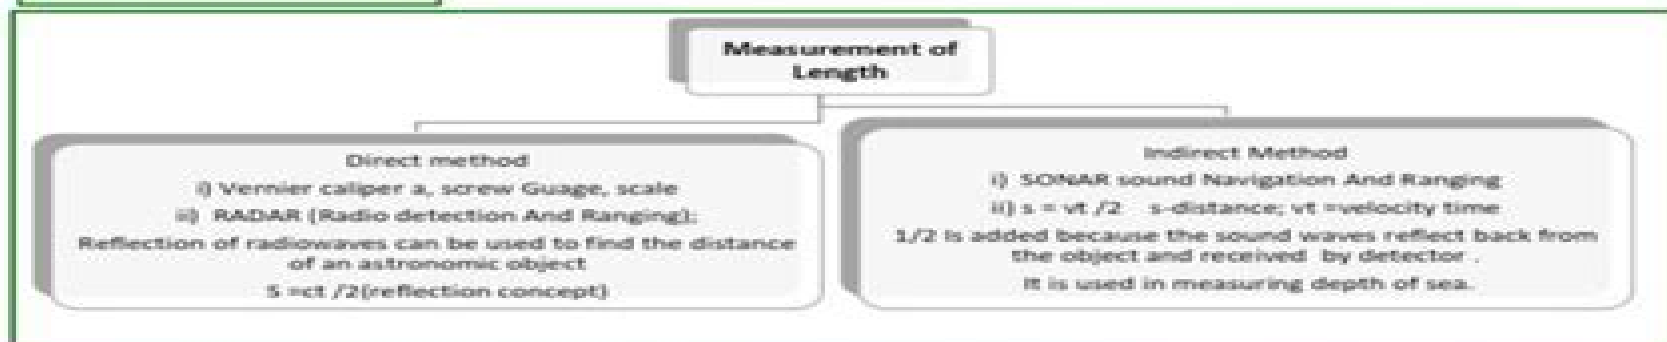 Measurement of
Length
Direct method
i) Vernier caliper a, screw Guage, scale
ii) RADAR (Radio detection And Ranging);
Reflection of radiowaves can be used to find the distance
of an astronomic object
S =ct /2(reflection concept)
Indirect Method
i) SONAR sound Navigation And Ranging
ii) s = vt /2 s-distance; vt =velocity time
1/2 is added because the sound waves reflect back from
the object and received by detector .
It is used in measuring depth of sea.